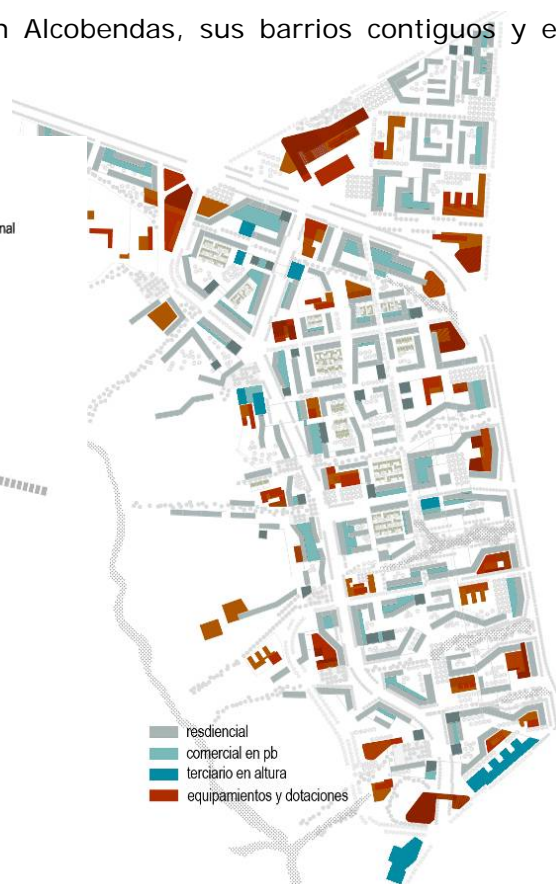 n Alcobendas, sus barrios contiguos y e
nal
resdiencial
comercial en pb
terciario en altura
equipamientos y dotaciones